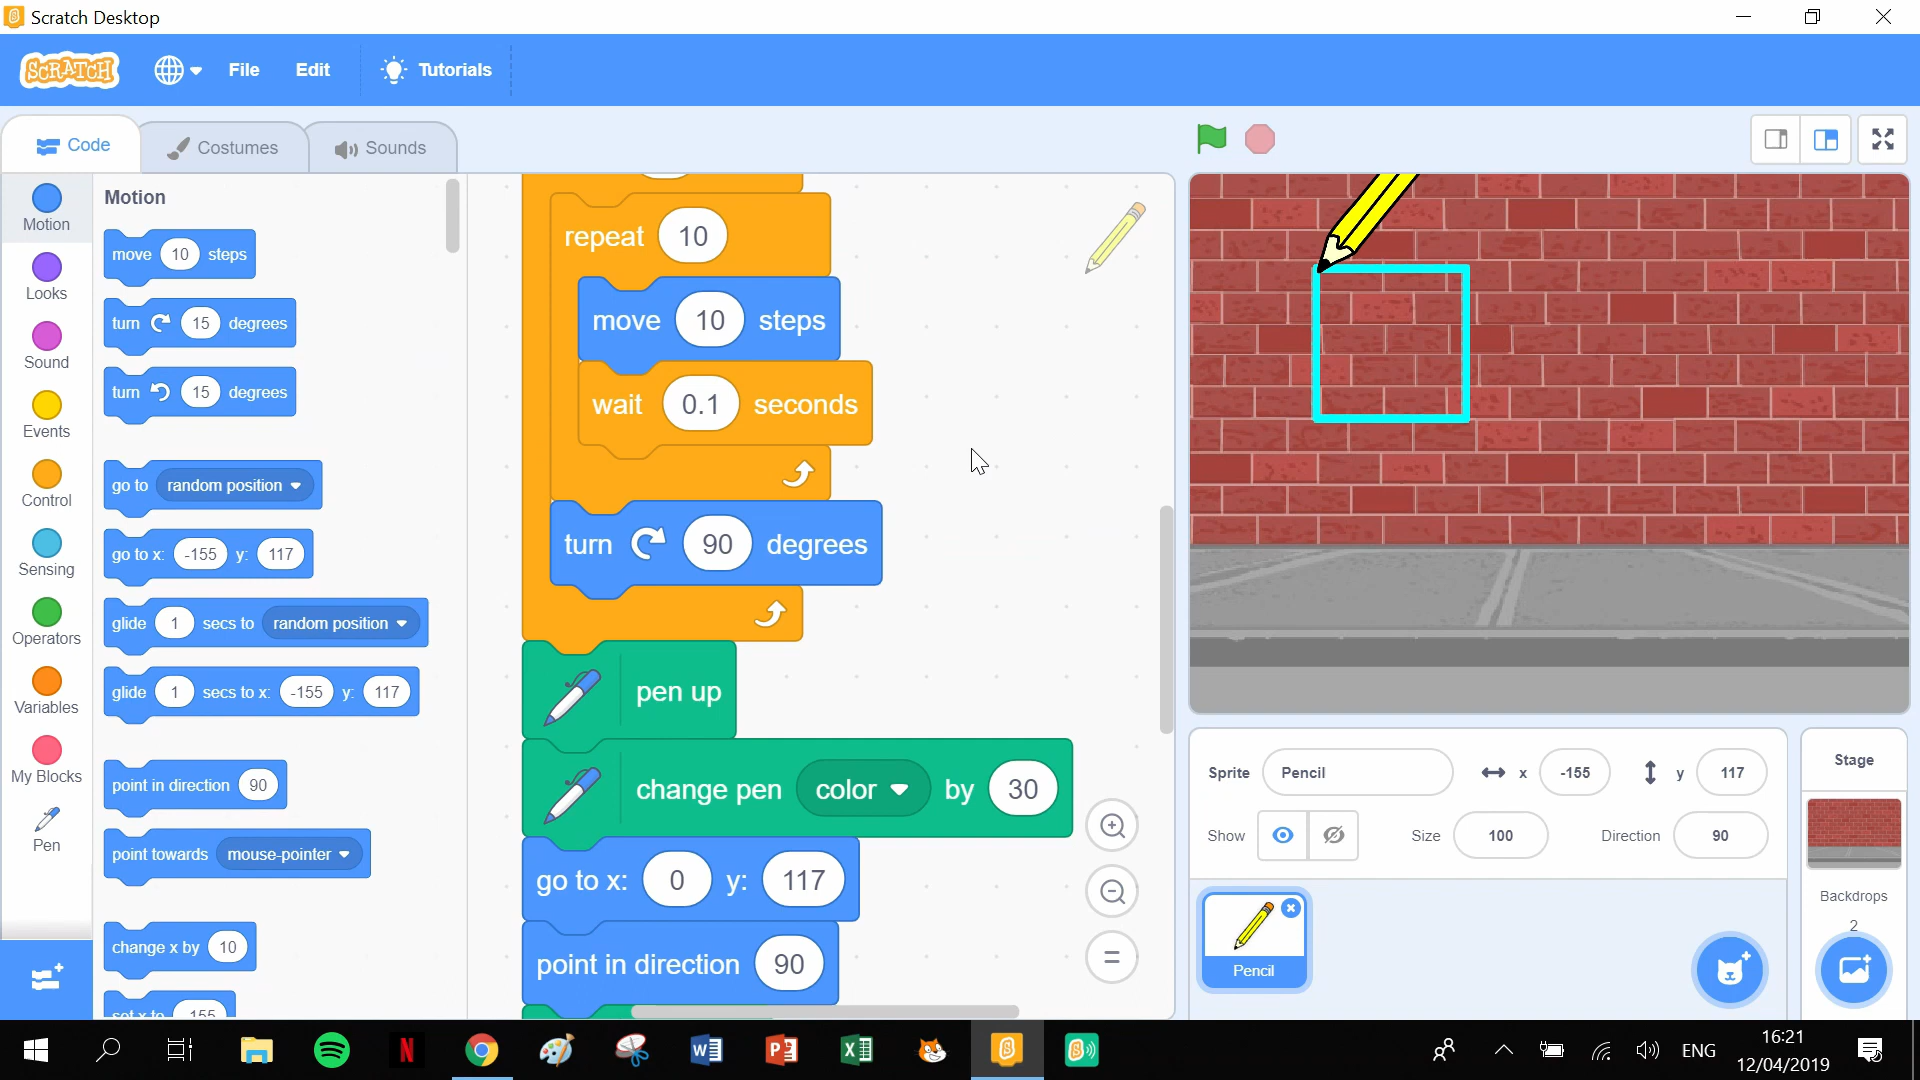 Scratch Desktop
SCRATCH File Edit Tutorials
Code Costumes Sounds
Motion
Looks
Sound
Events
Control
Sensing
Operators
Variables
My Blocks
Pen
Motion
move 10 steps
turn 15 degrees
turn 15 degrees
go to random position
go to x: -155 y: 117
glide 1 secs to random position
glide 1 secs to x: -155 y: 117
point in direction 90
point towards mouse-pointer
change x by 10
set x to -155
repeat 10
move 10 steps
wait 0.1 seconds
turn 90 degrees
pen up
change pen color by 30
go to x: 0 y: 117
point in direction 90
Sprite Pencil x -155 y 117
Show Size 100 Direction 90
Pencil
Stage
Backdrops
2
ENG
16:21
12/04/2019